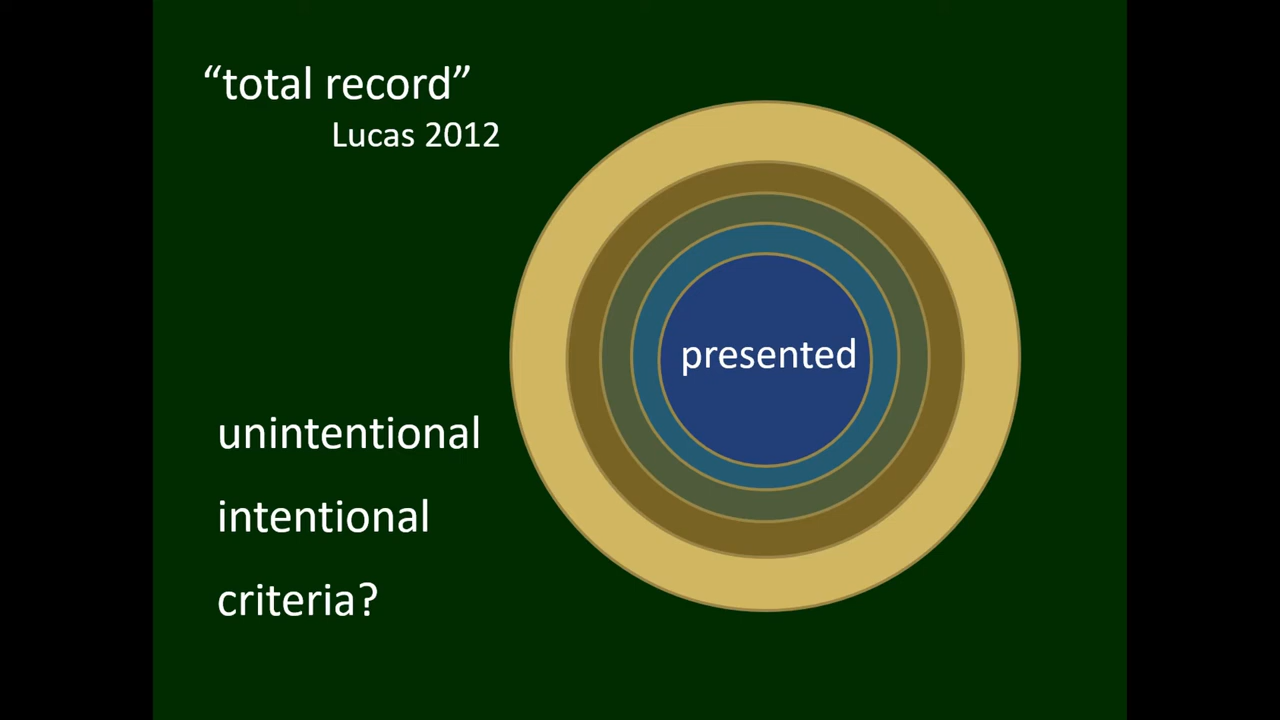 “total record”
Lucas 2012
presented
unintentional
intentional
criteria?